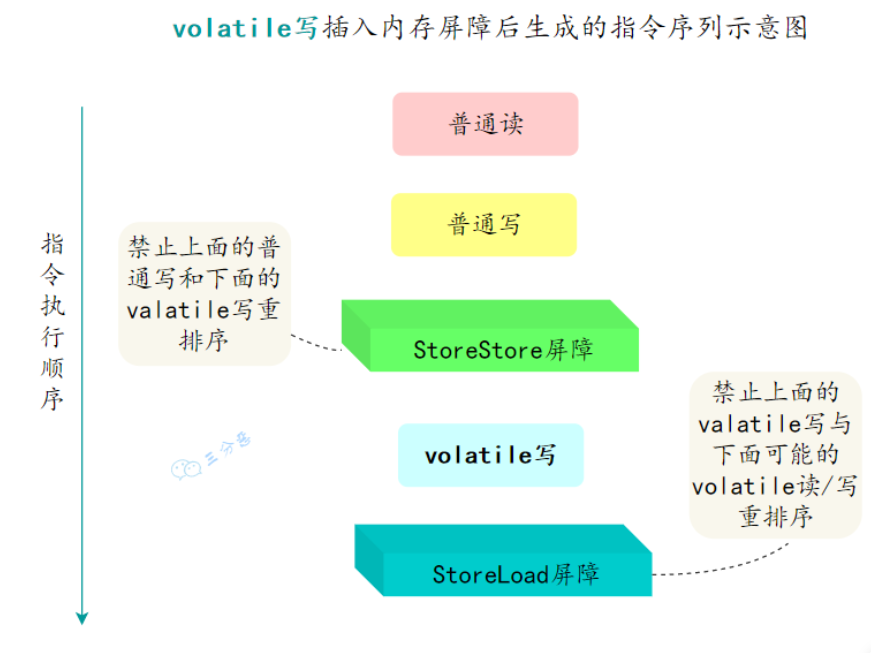 volatile写插入内存屏障后生成的指令序列示意图
普通读
普通写
指令执行顺序
禁止上面的普
通写和下面的
valatile写重
排序
StoreStore屏障
三分恶
volatile写
禁止上面的
valatile写与
下面可能的
volatile读/写
重排序
StoreLoad屏障